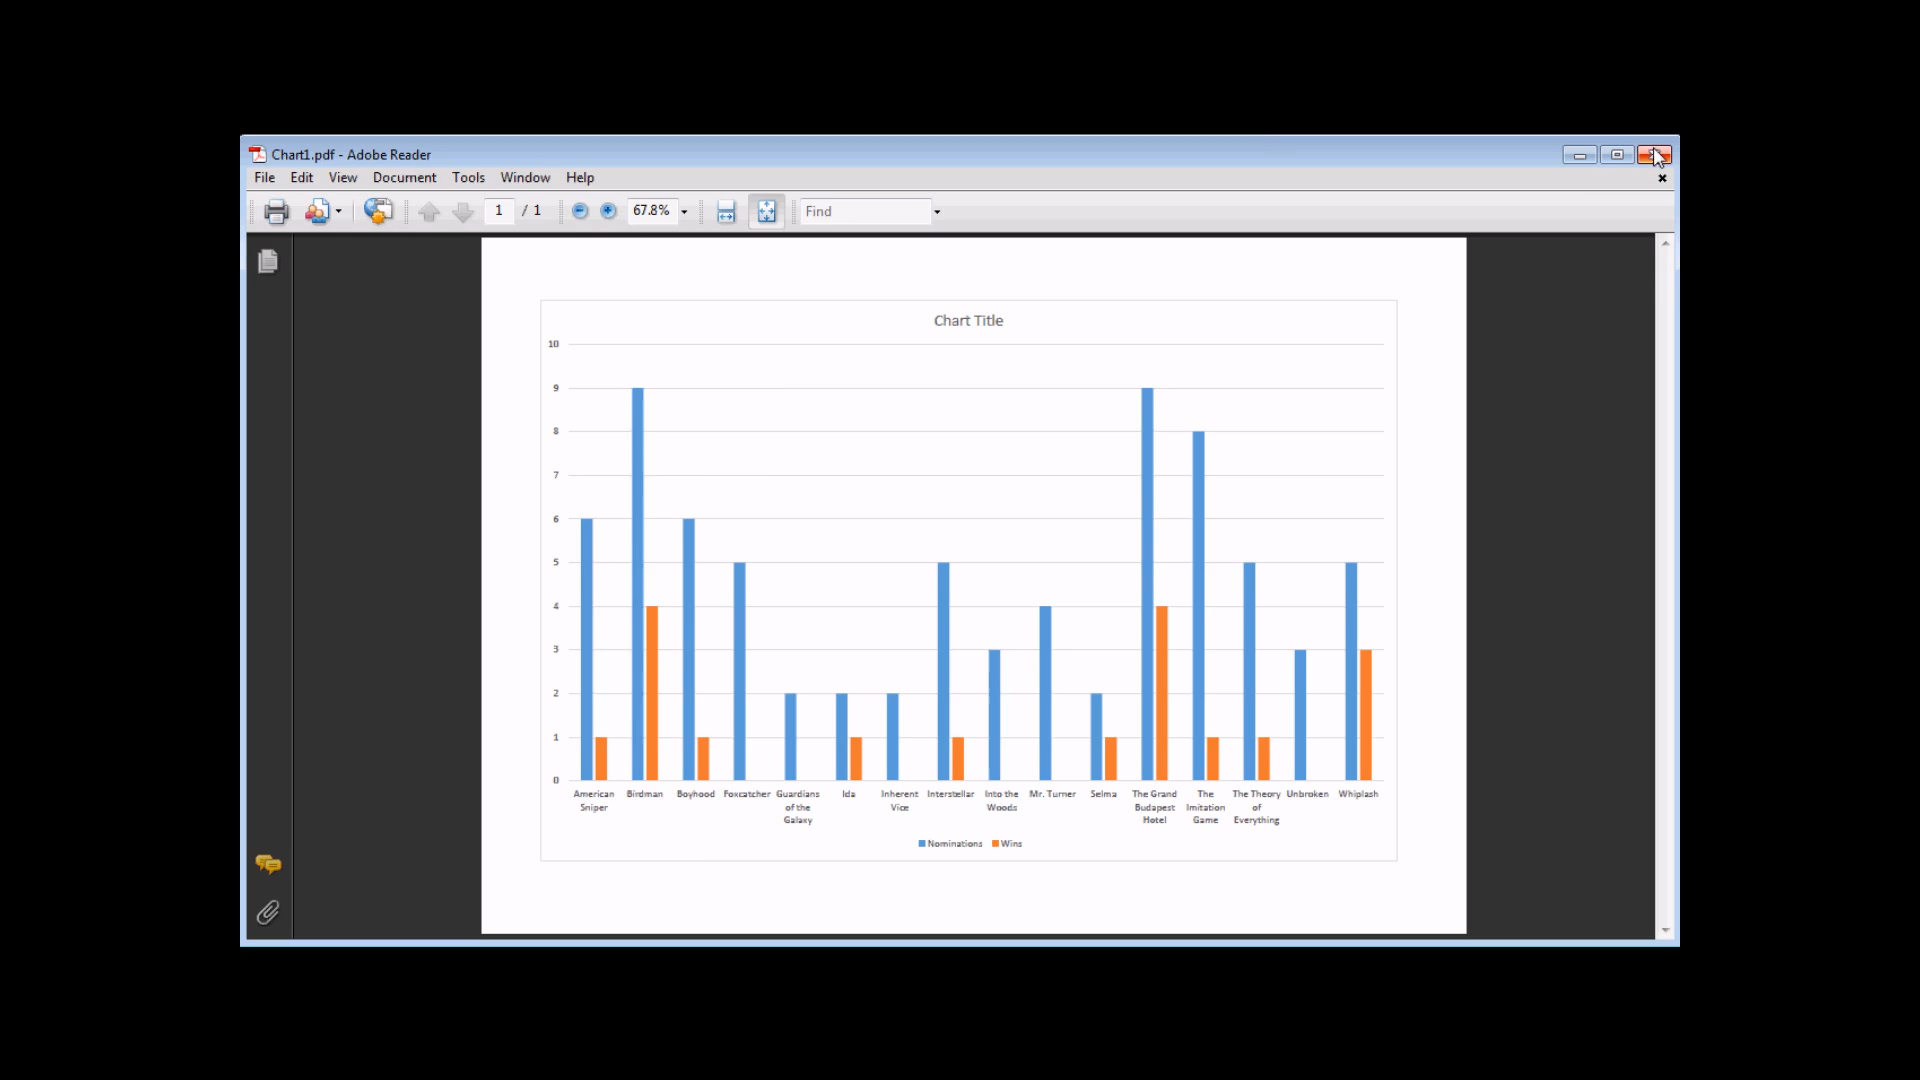 Chart1.pdf - Adobe Reader
File Edit View Document Tools Window Help
1 / 1 67.8% Find
Chart Title
10
9
8
7
6
5
4
3
2
1
0
American Sniper
Birdman
Boyhood
Foxcatcher
Guardians of the Galaxy
Ida
Inherent Vice
Interstellar
Into the Woods
Mr. Turner
Selma
The Grand Budapest Hotel
The Imitation Game
The Theory of Everything
Unbroken
Whiplash
Nominations Wins